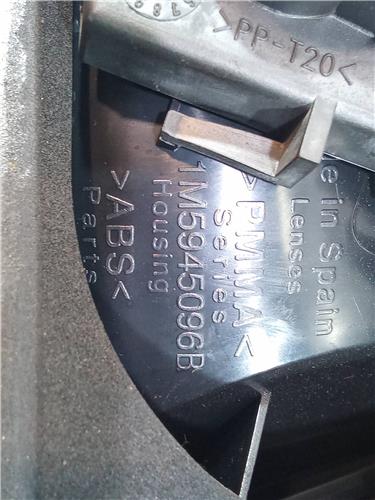 >PP-T20<
in Spain
Lenses
>PMMA<
Series
1M5945096B
Housing
>ABS<
Parts